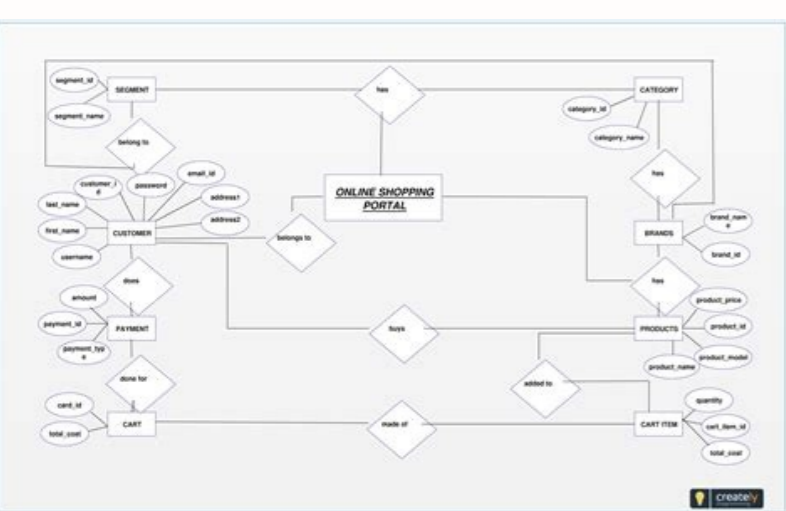 segment_id
SEGMENT
has
CATEGORY
segment_name
category_id
category_name
belong to
customer_i
d
password
email_id
has
last_name
address1
ONLINE SHOPPING
PORTAL
first_name
CUSTOMER
address2
belongs to
BRANDS
brand_nam
e
username
brand_id
does
has
amount
product_price
payment_id
PAYMENT
buys
PRODUCTS
product_id
payment_typ
e
product_model
product_name
done for
added to
card_id
quantity
total_cost
CART
made of
CART ITEM
cart_item_id
total_cost
creately